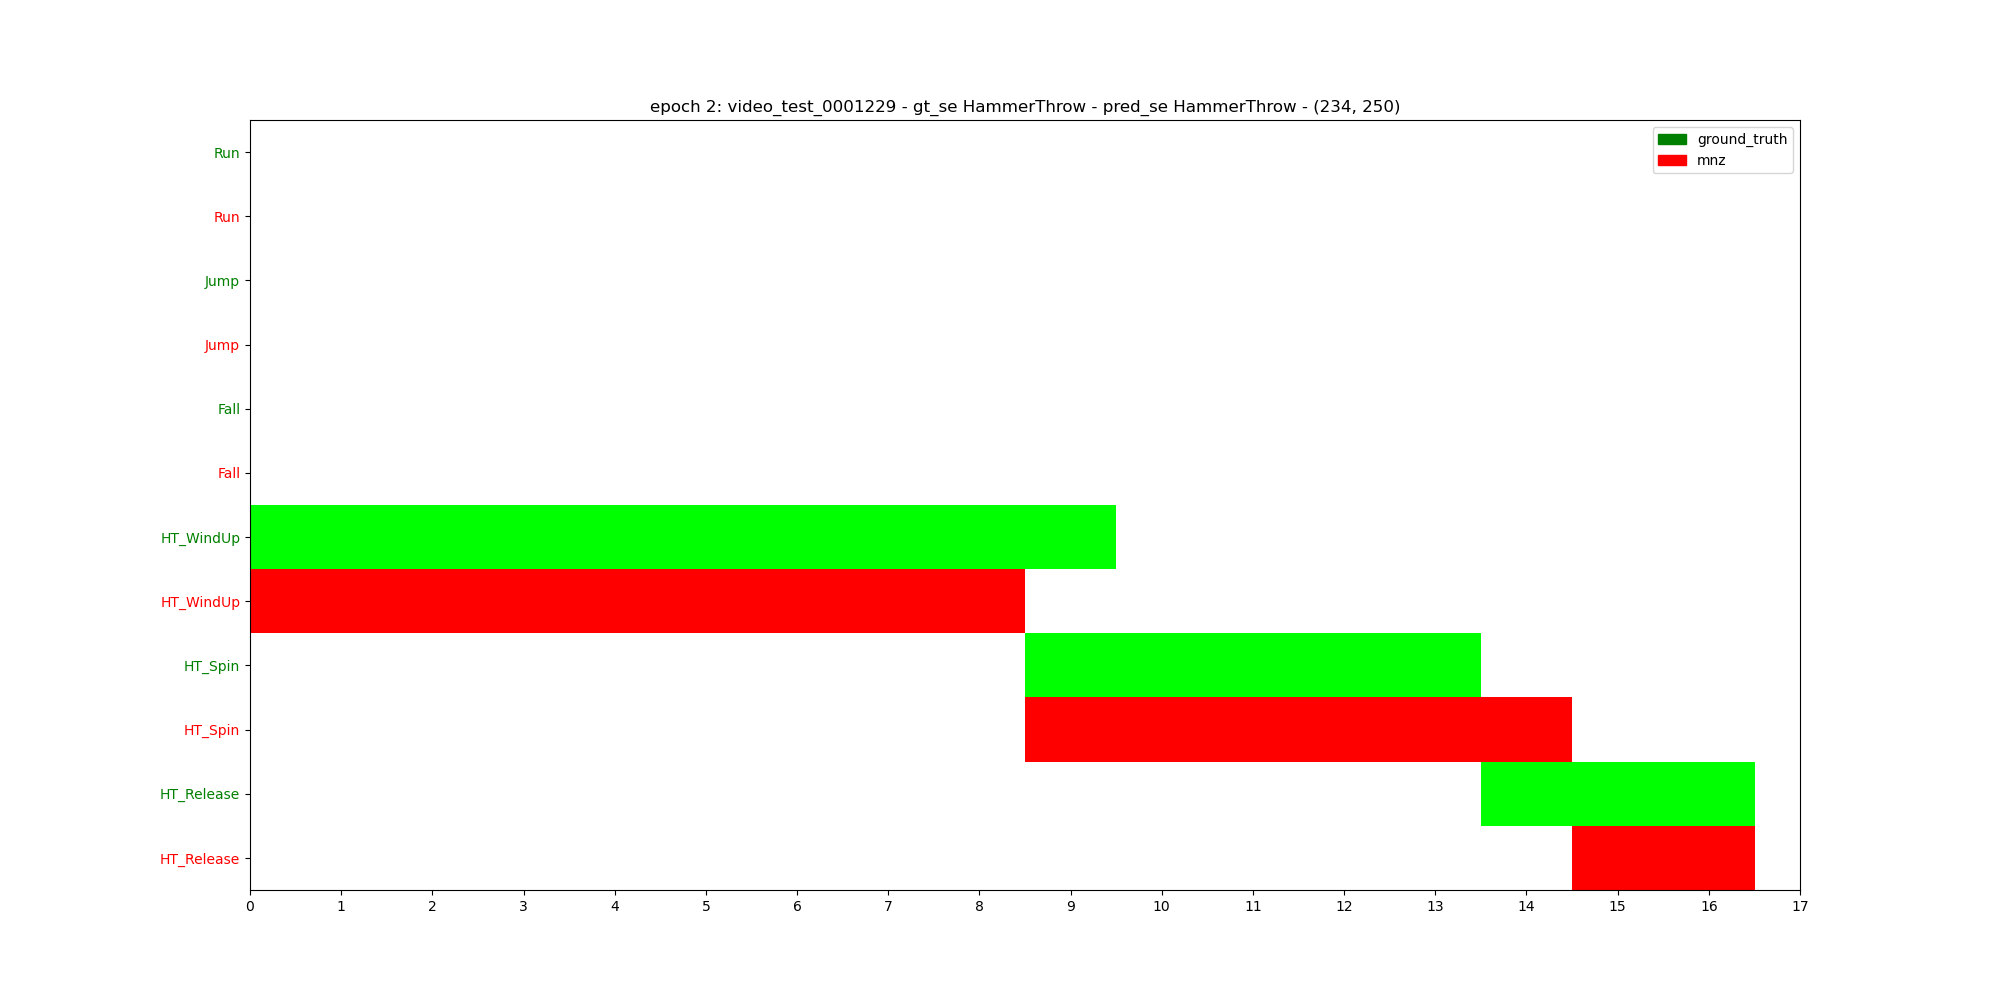 epoch 2: video_test_0001229 - gt_se HammerThrow - pred_se HammerThrow - (234, 250)
ground_truth
mnz
Run
Run
Jump
Jump
Fall
Fall
HT_WindUp
HT_WindUp
HT_Spin
HT_Spin
HT_Release
HT_Release
0 1 2 3 4 5 6 7 8 9 10 11 12 13 14 15 16 17